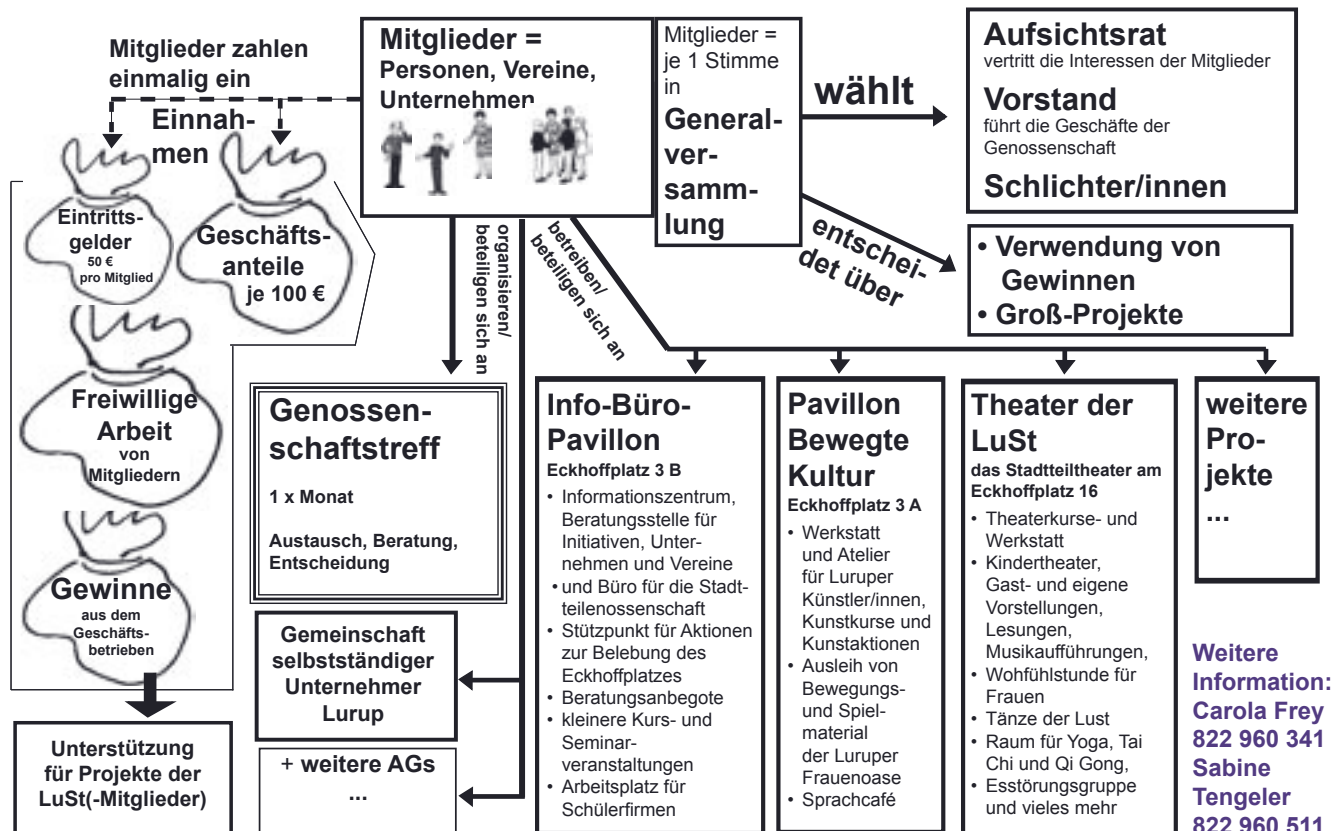 Mitglieder zahlen
einmalig ein
Einnah-
men
Eintritts-
gelder
50 €
pro Mitglied
Geschäfts-
anteile
je 100 €
Freiwillige
Arbeit
von
Mitgliedern
Gewinne
aus dem
Geschäfts-
betrieben
Unterstützung
für Projekte der
LuSt(-Mitglieder)
Mitglieder =
Personen, Vereine,
Unternehmen
Mitglieder =
je 1 Stimme
in
General-
ver-
samm-
lung
wählt
Aufsichtsrat
vertritt die Interessen der Mitglieder
Vorstand
führt die Geschäfte der
Genossenschaft
Schlichter/innen
entschei-
det über
• Verwendung von
Gewinnen
• Groß-Projekte
organisieren/
beteiligen sich an
betreiben/
beteiligen sich an
Genossen-
schaftstreff
1 x Monat
Austausch, Beratung,
Entscheidung
Gemeinschaft
selbstständiger
Unternehmer
Lurup
+ weitere AGs
...
Info-Büro-
Pavillon
Eckhoffplatz 3 B
• Informationszentrum,
Beratungsstelle für
Initiativen, Unter-
nehmen und Vereine
• und Büro für die Stadt-
teilenossenschaft
• Stützpunkt für Aktionen
zur Belebung des
Eckhoffplatzes
• Beratungsanbegote
• kleinere Kurs- und
Seminar-
veranstaltungen
• Arbeitsplatz für
Schülerfirmen
Pavillon
Bewegte
Kultur
Eckhoffplatz 3 A
• Werkstatt
und Atelier
für Luruper
Künstler/innen,
Kunstkurse und
Kunstaktionen
• Ausleih von
Bewegungs-
und Spiel-
material
der Luruper
Frauenoase
• Sprachcafé
Theater der
LuSt
das Stadtteiltheater am
Eckhoffplatz 16
• Theaterkurse- und
Werkstatt
• Kindertheater,
Gast- und eigene
Vorstellungen,
Lesungen,
Musikaufführungen,
• Wohfühlstunde für
Frauen
• Tänze der Lust
• Raum für Yoga, Tai
Chi und Qi Gong,
• Esstörungsgruppe
und vieles mehr
weitere
Pro-
jekte
...
Weitere
Information:
Carola Frey
822 960 341
Sabine
Tengeler
822 960 511